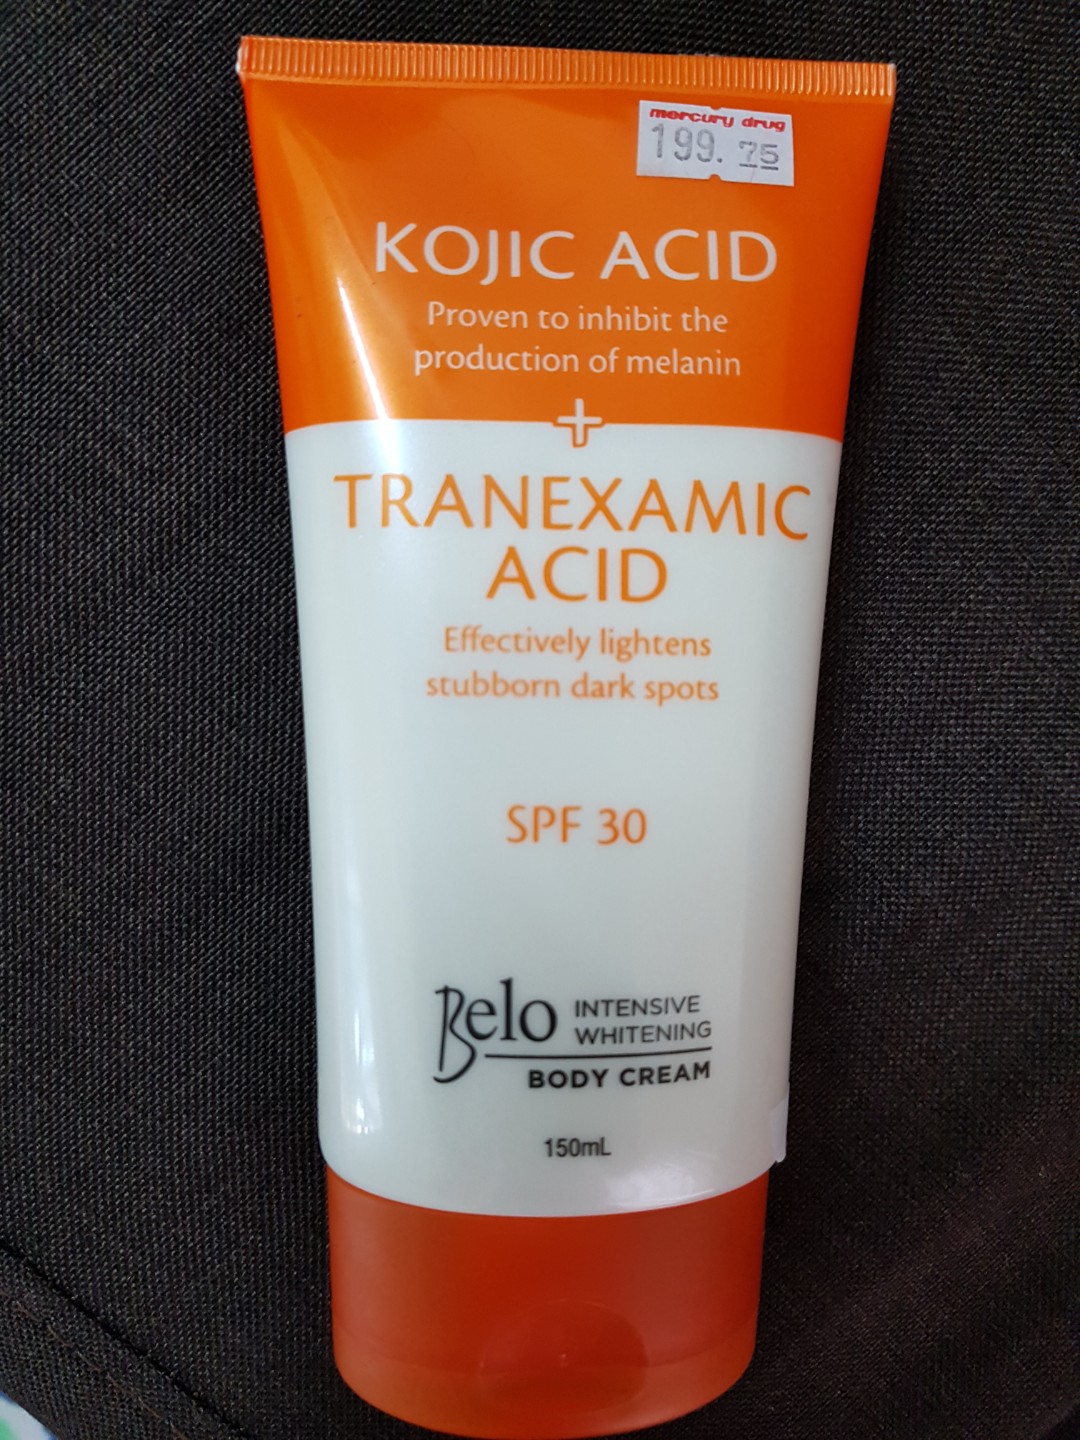 mercury drug
199.75
KOJIC ACID
Proven to inhibit the
production of melanin
+
TRANEXAMIC
ACID
Effectively lightens
stubborn dark spots
SPF 30
Belo INTENSIVE
WHITENING
BODY CREAM
150mL